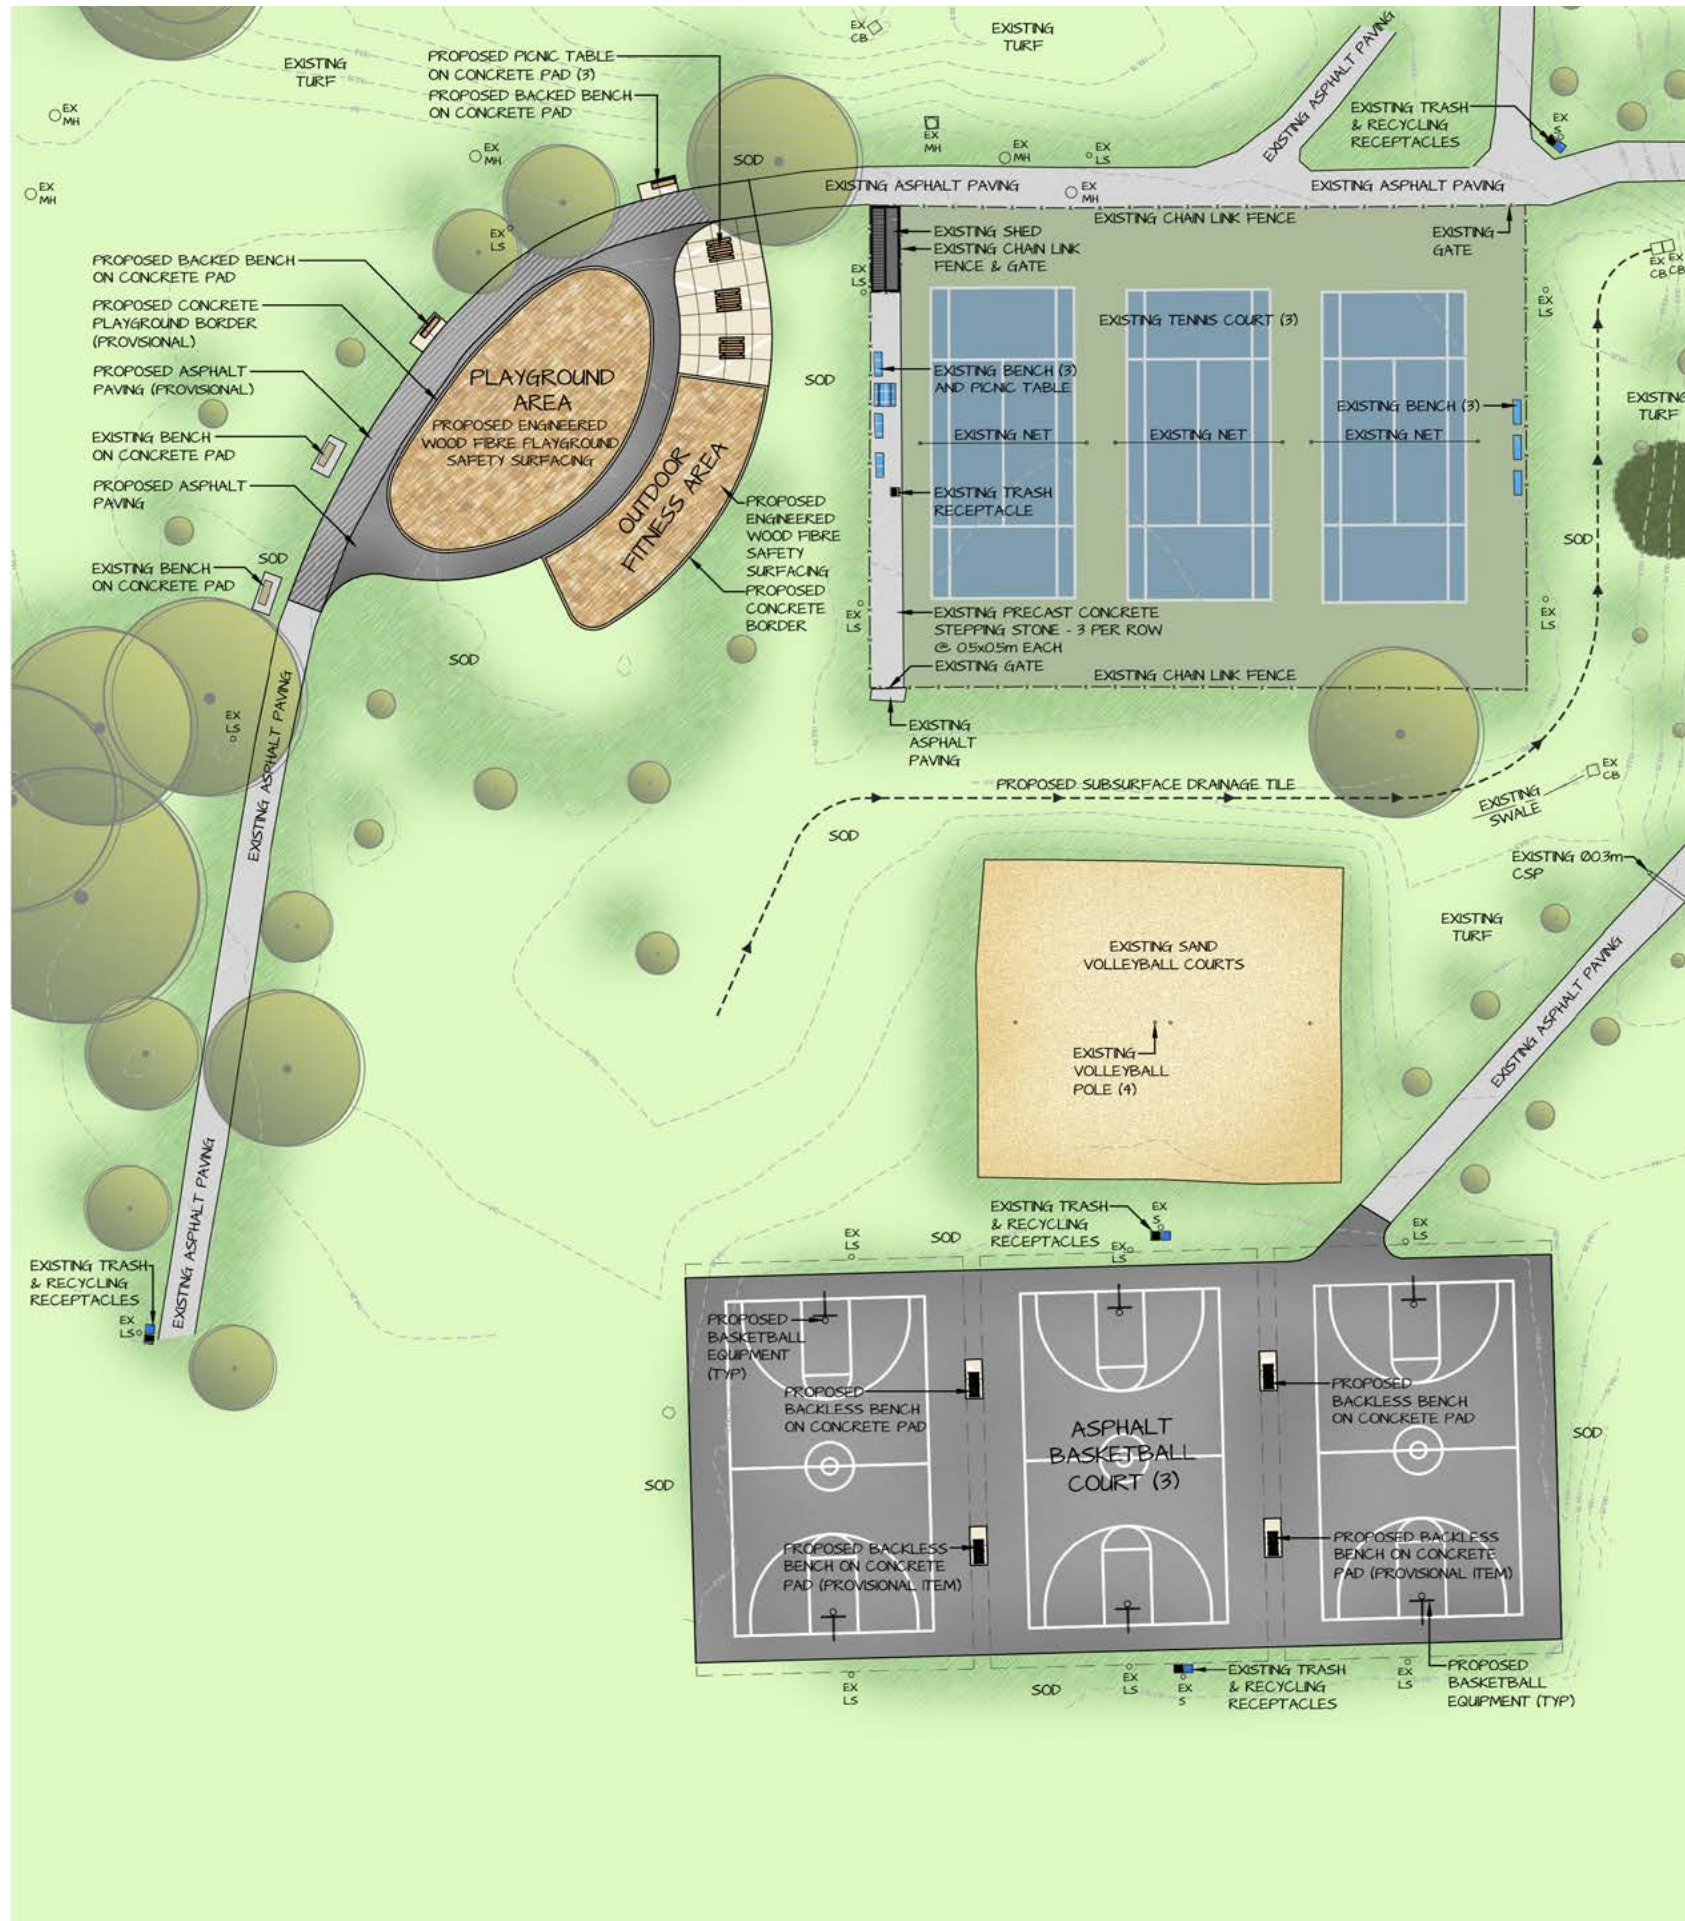 EX
CB
EXISTING
TURF
EXISTING ASPHALT PAVING
EXISTING
TURF
PROPOSED PICNIC TABLE
ON CONCRETE PAD (3)
PROPOSED BACKED BENCH
ON CONCRETE PAD
EX
MH
EXISTING TRASH
& RECYCLING
RECEPTACLES
EX
S
EX
MH
EX
MH
EX
MH
EX
LS
SOD
EX
MH
EXISTING ASPHALT PAVING
EX
MH
EXISTING ASPHALT PAVING
EXISTING CHAIN LINK FENCE
EX
LS
EXISTING SHED
EXISTING CHAIN LINK
FENCE & GATE
EXISTING
GATE
EX
CB
EX
CB
PROPOSED BACKED BENCH
ON CONCRETE PAD
PROPOSED CONCRETE
PLAYGROUND BORDER
(PROVISIONAL)
PROPOSED ASPHALT
PAVING (PROVISIONAL)
EXISTING BENCH
ON CONCRETE PAD
PROPOSED ASPHALT
PAVING
EXISTING BENCH
ON CONCRETE PAD
SOD
PLAYGROUND
AREA
PROPOSED ENGINEERED
WOOD FIBRE PLAYGROUND
SAFETY SURFACING
OUTDOOR
FITNESS AREA
PROPOSED
ENGINEERED
WOOD FIBRE
SAFETY
SURFACING
PROPOSED
CONCRETE
BORDER
SOD
EX
LS
EX
LS
EXISTING TENNIS COURT (3)
EXISTING BENCH (3)
AND PICNIC TABLE
EXISTING BENCH (3)
EXISTING
TURF
EXISTING NET
EXISTING NET
EXISTING NET
EXISTING TRASH
RECEPTACLE
SOD
EX
LS
EX
LS
EXISTING PRECAST CONCRETE
STEPPING STONE - 3 PER ROW
@ 0.5x0.5m EACH
EXISTING GATE
EXISTING CHAIN LINK FENCE
SOD
EX
LS
EXISTING ASPHALT PAVING
EXISTING
ASPHALT
PAVING
PROPOSED SUBSURFACE DRAINAGE TILE
EX
CB
EXISTING
SWALE
SOD
EXISTING Ø0.3m
CSP
EXISTING
TURF
EXISTING SAND
VOLLEYBALL COURTS
EXISTING
VOLLEYBALL
POLE (4)
EXISTING ASPHALT PAVING
EXISTING ASPHALT PAVING
EXISTING TRASH
& RECYCLING
RECEPTACLES
EX
LS
EXISTING TRASH
& RECYCLING
RECEPTACLES
EX
S
EX
LS
SOD
EX
LS
EX
LS
PROPOSED
BASKETBALL
EQUIPMENT
(TYP)
PROPOSED
BACKLESS BENCH
ON CONCRETE PAD
PROPOSED
BACKLESS BENCH
ON CONCRETE PAD
ASPHALT
BASKETBALL
COURT (3)
SOD
SOD
PROPOSED BACKLESS
BENCH ON CONCRETE
PAD (PROVISIONAL ITEM)
PROPOSED BACKLESS
BENCH ON CONCRETE
PAD (PROVISIONAL ITEM)
EX
LS
SOD
EX
LS
EX
S
EXISTING TRASH
& RECYCLING
RECEPTACLES
EX
LS
PROPOSED
BASKETBALL
EQUIPMENT (TYP)